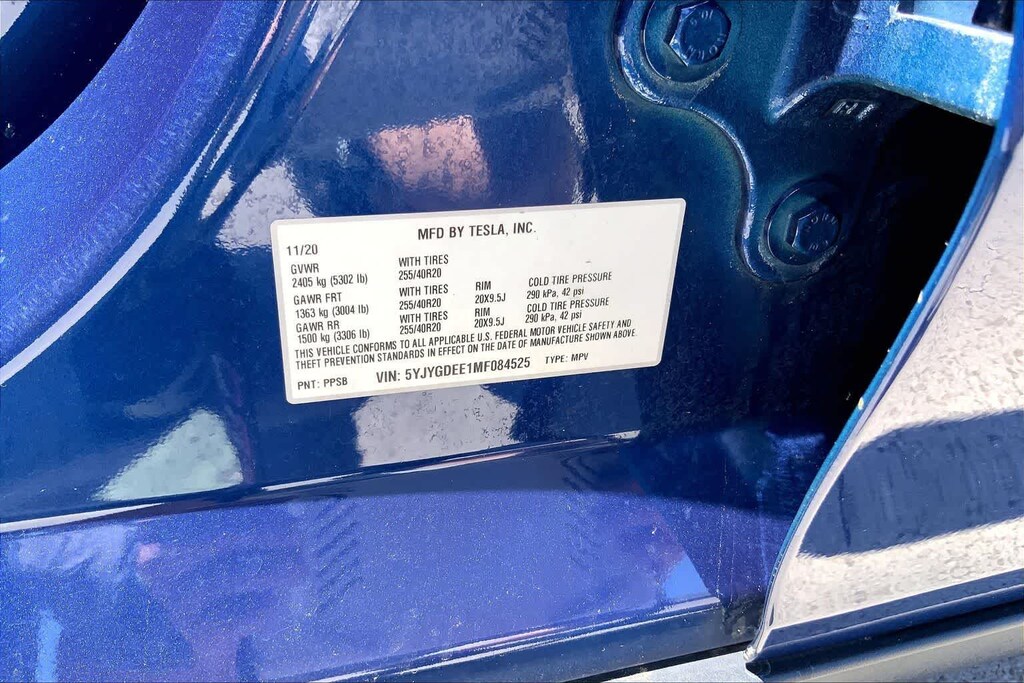 MFD BY TESLA, INC.
11/20
GVWR WITH TIRES
2405 kg (5302 lb) 255/40R20
GAWR FRT WITH TIRES RIM COLD TIRE PRESSURE
1363 kg (3004 lb) 255/40R20 20X9.5J 290 kPa, 42 psi
GAWR RR WITH TIRES RIM COLD TIRE PRESSURE
1500 kg (3306 lb) 255/40R20 20X9.5J 290 kPa, 42 psi
THIS VEHICLE CONFORMS TO ALL APPLICABLE U.S. FEDERAL MOTOR VEHICLE SAFETY AND
THEFT PREVENTION STANDARDS IN EFFECT ON THE DATE OF MANUFACTURE SHOWN ABOVE.
PNT: PPSB VIN: 5YJYGDEE1MF084525 TYPE: MPV